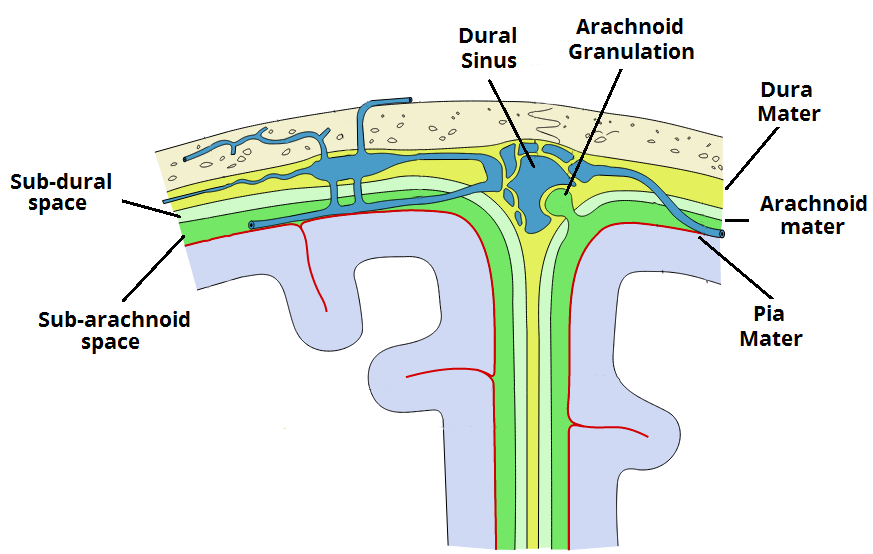 Dural
Sinus
Arachnoid
Granulation
Dura
Mater
Sub-dural
space
Arachnoid
mater
Sub-arachnoid
space
Pia
Mater